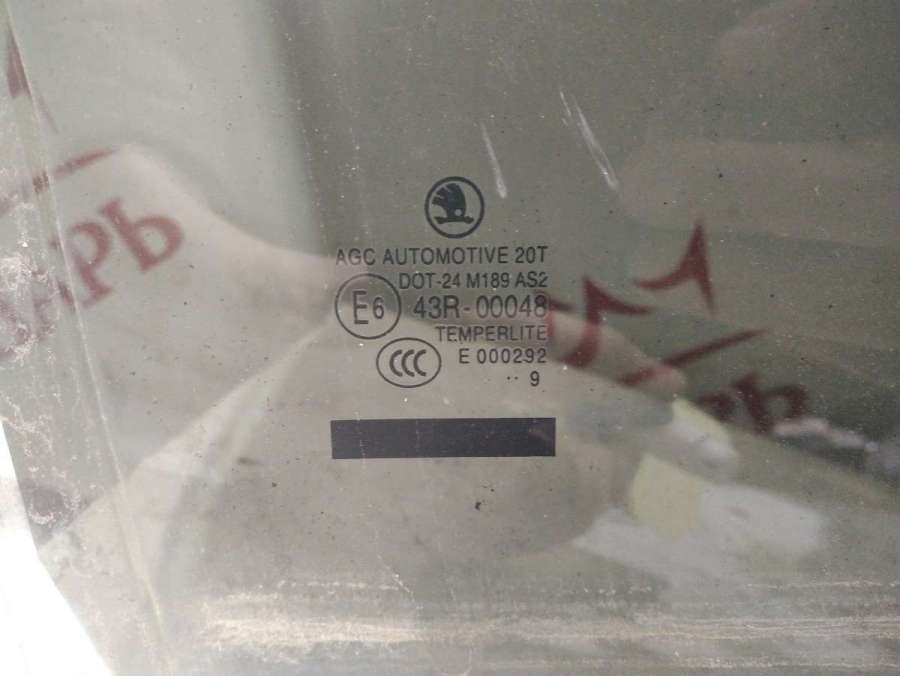 AGC AUTOMOTIVE 20T
DOT-24 M189 AS2
E6 43R-00048
TEMPERLITE
CCC E 000292
·· 9